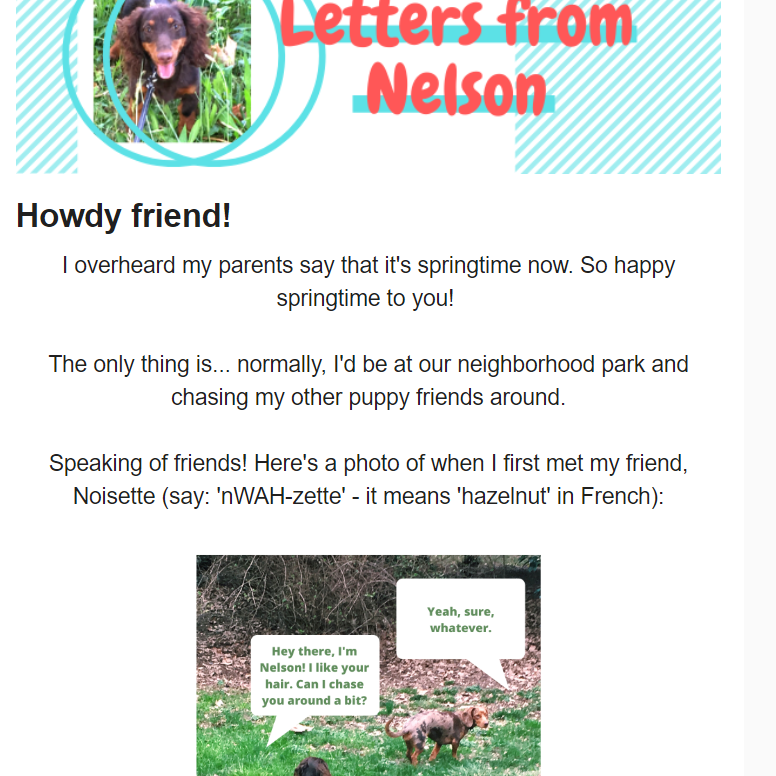 Letters from
Nelson
Howdy friend!
I overheard my parents say that it's springtime now. So happy
springtime to you!
The only thing is... normally, I'd be at our neighborhood park and
chasing my other puppy friends around.
Speaking of friends! Here's a photo of when I first met my friend,
Noisette (say: 'nWAH-zette' - it means 'hazelnut' in French):
Yeah, sure,
whatever.
Hey there, I'm
Nelson! I like your
hair. Can I chase
you around a bit?